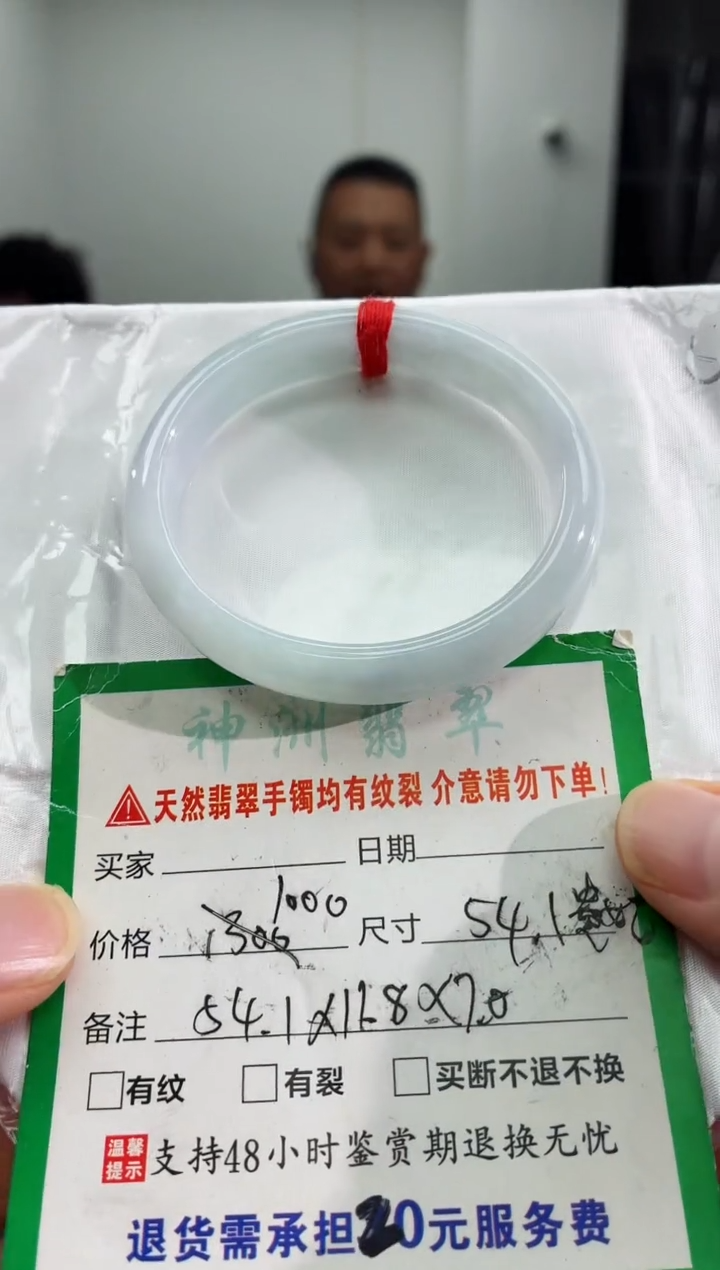 神洲翡翠
天然翡翠手镯均有纹裂 介意请勿下单!
买家 日期
1000
价格 1300 尺寸 54.1
备注 54.1X11.8X7.0
有纹 有裂 买断不退不换
温馨提示 支持48小时鉴赏期退换无忧
退货需承担20元服务费